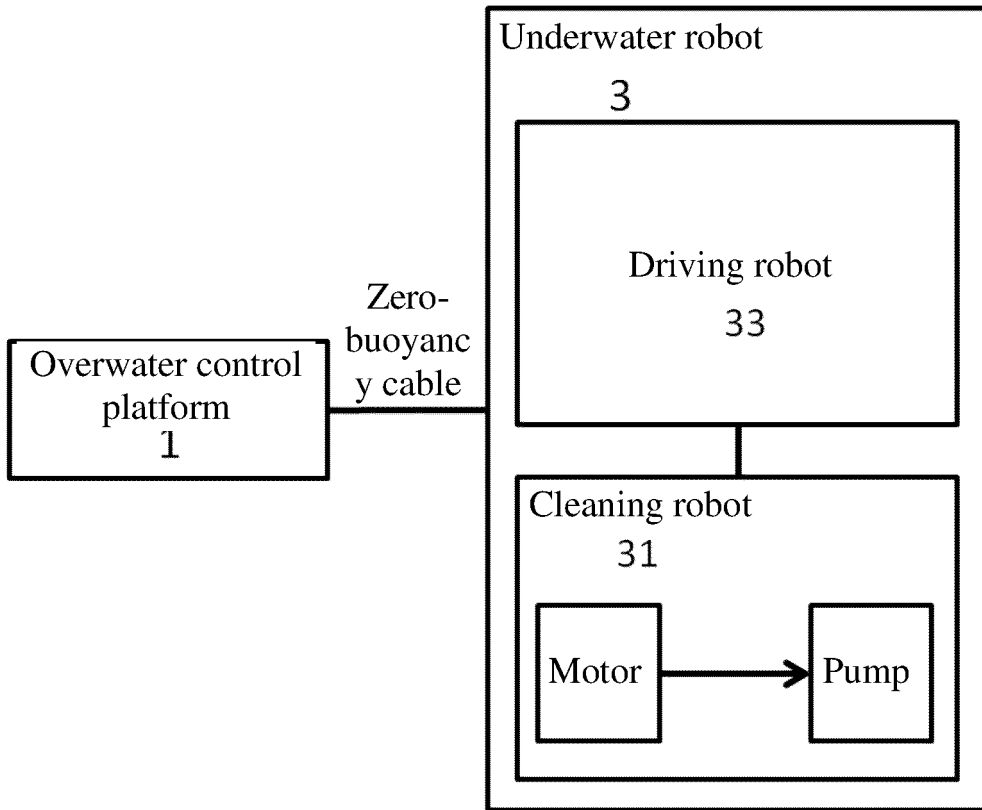 Underwater robot
3
Driving robot
33
Zero-
buoyanc
y cable
Overwater control
platform
1
Cleaning robot
31
Motor
Pump